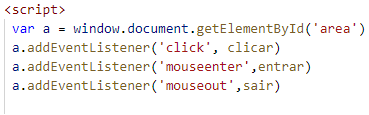 <script>
var a = window.document.getElementById('area')
a.addEventListener('click', clicar)
a.addEventListener('mouseenter',entrar)
a.addEventListener('mouseout',sair)